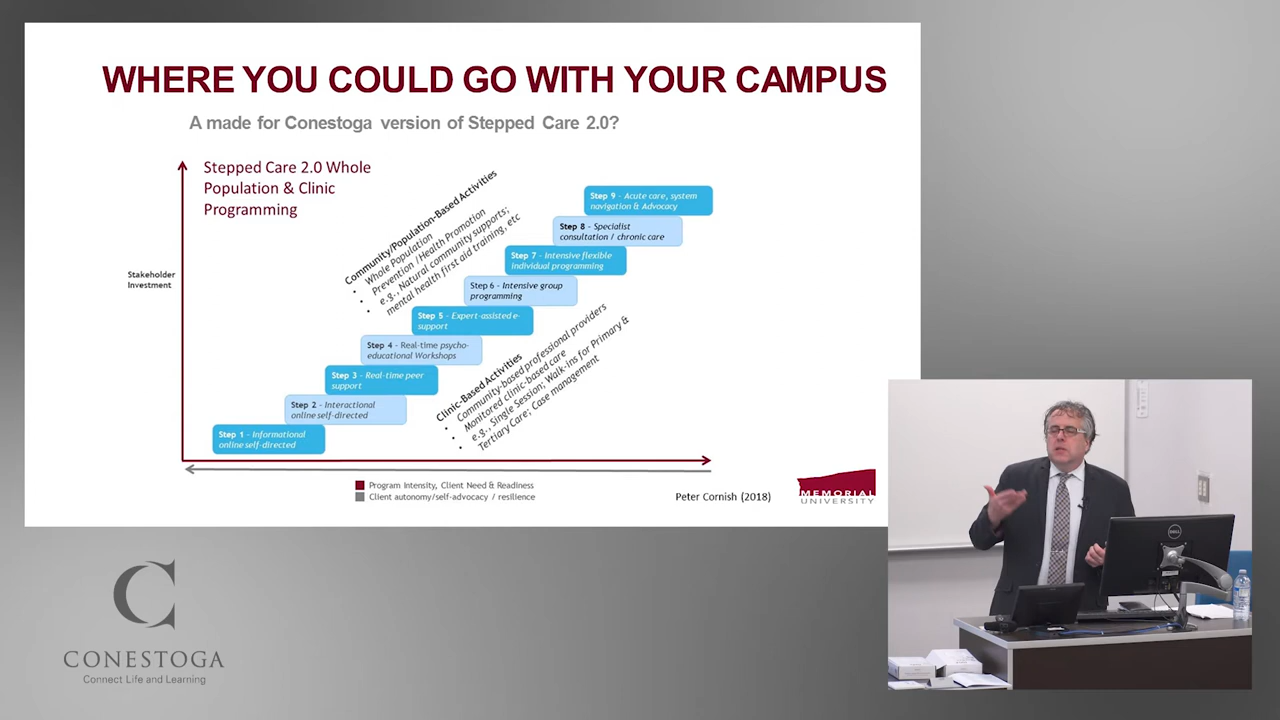 WHERE YOU COULD GO WITH YOUR CAMPUS
A made for Conestoga version of Stepped Care 2.0?
Stepped Care 2.0 Whole
Population & Clinic
Programming
Stakeholder
Investment
Community/Population-Based Activities
• Whole Population
• Prevention /Health Promotion
• e.g., Natural community supports;
mental health first aid training, etc
Step 9 - Acute care, system
navigation & Advocacy
Step 8 - Specialist
consultation / chronic care
Step 7 - Intensive flexible
individual programming
Step 6 - Intensive group
programming
Step 5 - Expert-assisted e-
support
Step 4 - Real-time psycho-
educational Workshops
Step 3 - Real-time peer
support
Step 2 - Interactional
online self-directed
Step 1 - Informational
online self-directed
Clinic-Based Activities
• Community-based professional providers
• Monitored clinic-based care
• e.g., Single Session; Walk-ins for Primary &
Tertiary Care; Case management
Program Intensity, Client Need & Readiness
Client autonomy/self-advocacy / resilience
Peter Cornish (2018)
MEMORIAL
UNIVERSITY
DELL
C
CONESTOGA
Connect Life and Learning